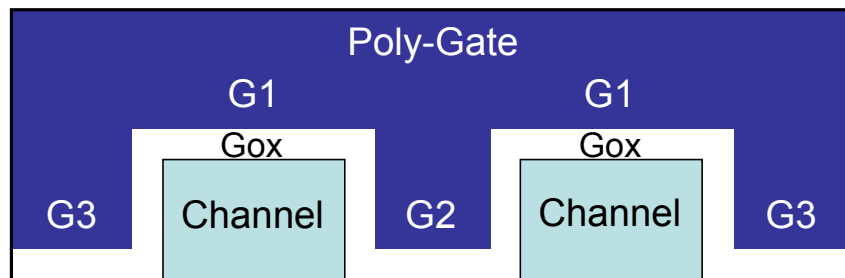 Poly-Gate
G1 G1
Gox Gox
G3 Channel G2 Channel G3